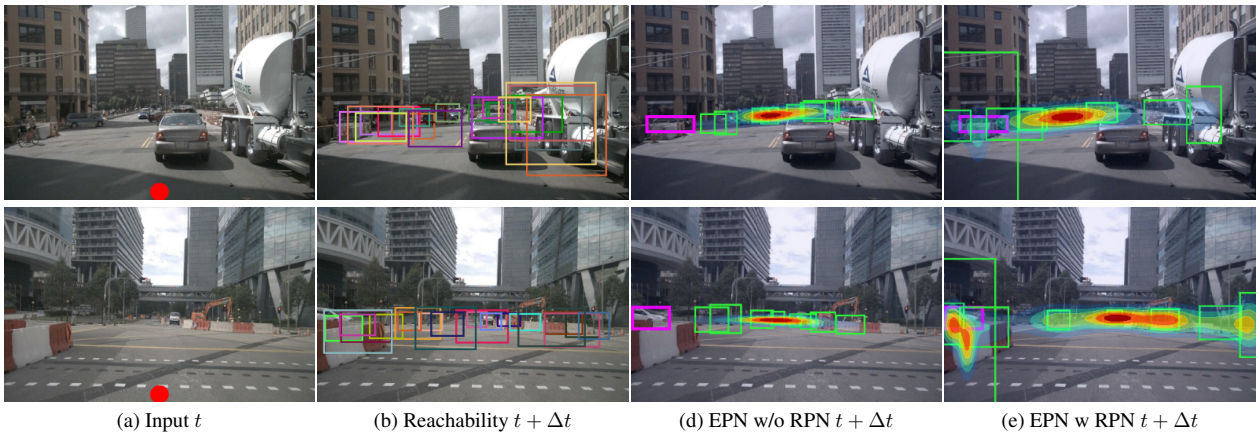 (a) Input t
(b) Reachability t + Δt
(d) EPN w/o RPN t + Δt
(e) EPN w RPN t + Δt